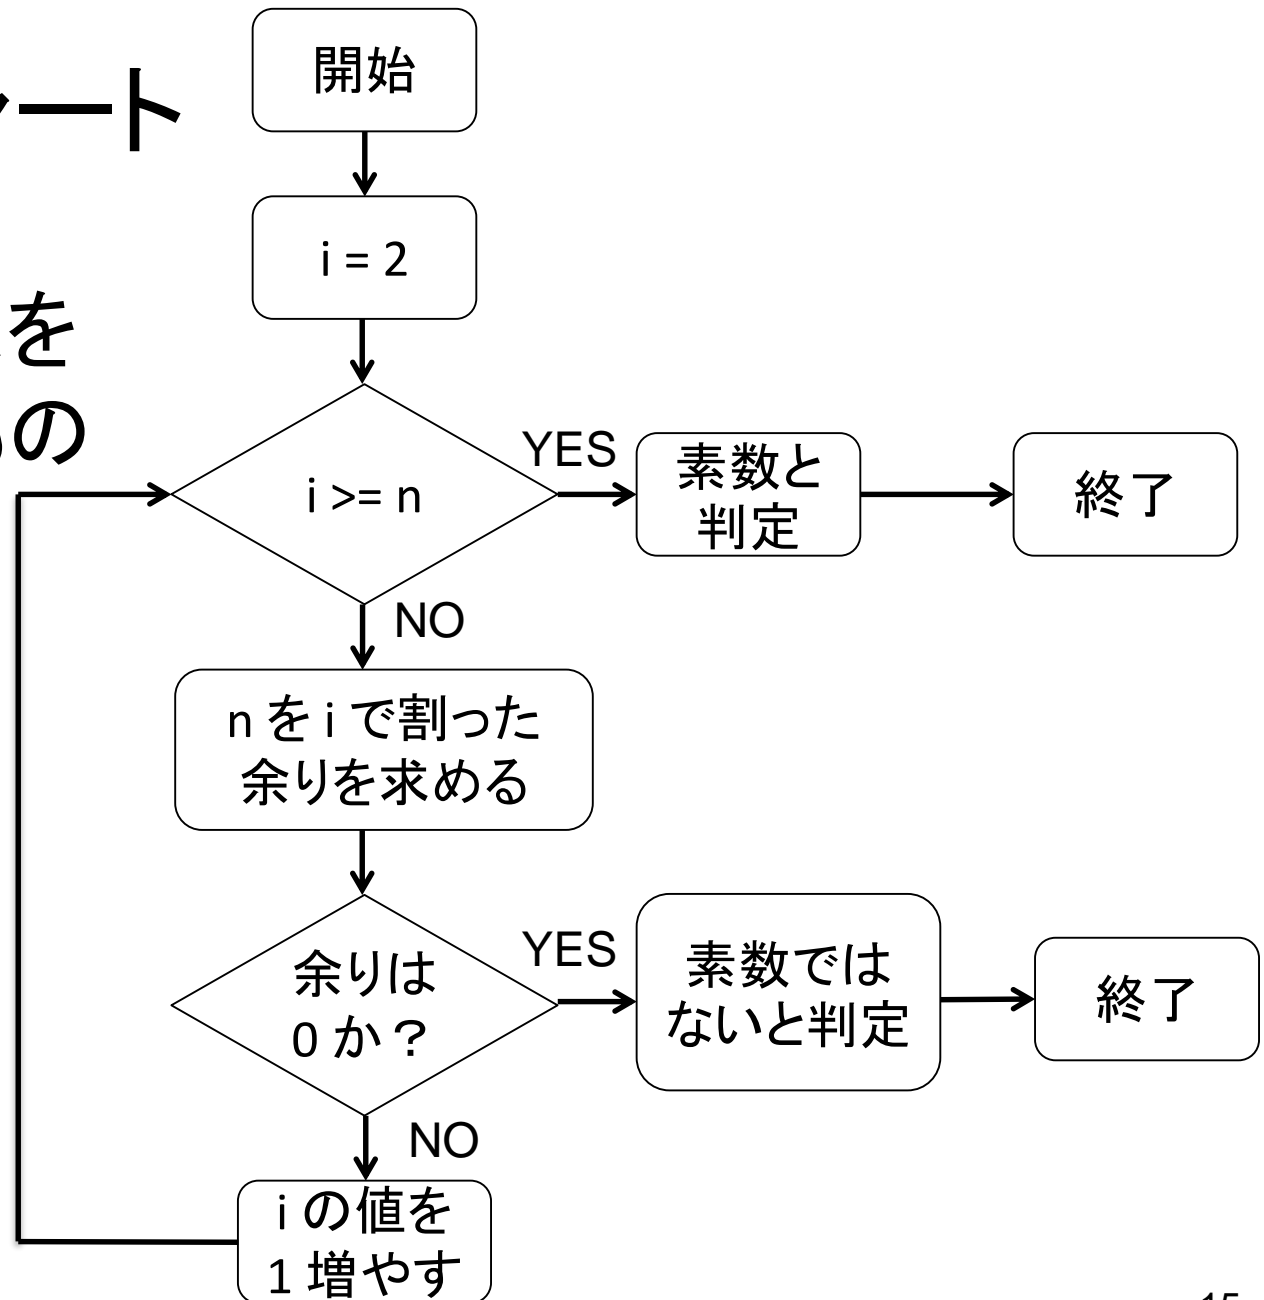 開始
ート
i = 2
を
の
i >= n
YES
素数と
判定
終了
NO
n を i で割った
余りを求める
余りは
0 か？
YES
素数では
ないと判定
終了
NO
i の値を
1 増やす